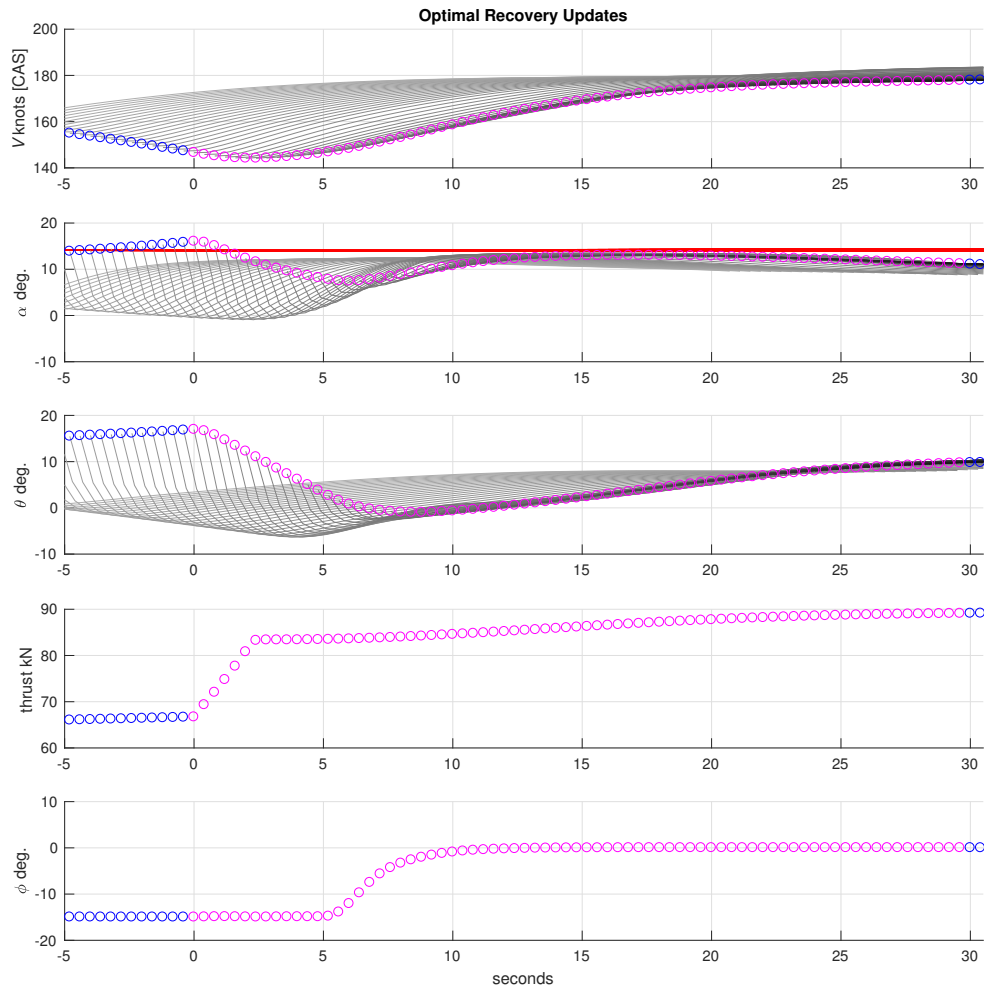 Optimal Recovery Updates
V knots [CAS]
200
180
160
140
-5 0 5 10 15 20 25 30
α deg.
20
10
0
-10
-5 0 5 10 15 20 25 30
θ deg.
20
10
0
-10
-5 0 5 10 15 20 25 30
thrust kN
90
80
70
60
-5 0 5 10 15 20 25 30
ϕ deg.
10
0
-10
-20
-5 0 5 10 15 20 25 30
seconds